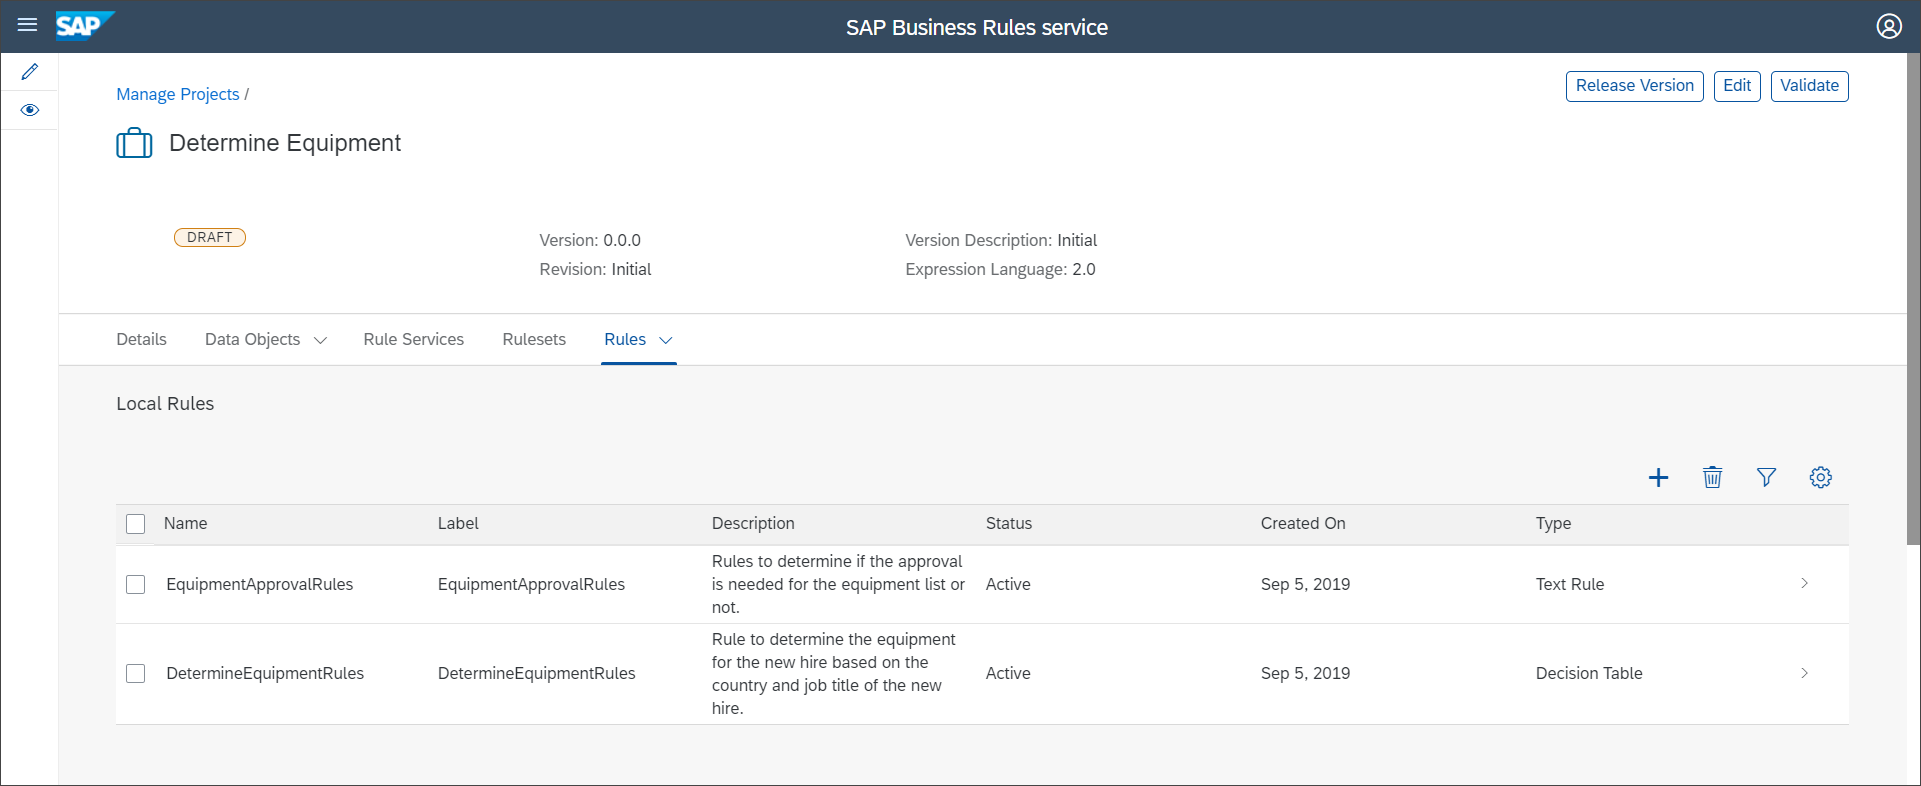 SAP
SAP Business Rules service
Manage Projects /
Release Version
Edit
Validate
Determine Equipment
DRAFT
Version: 0.0.0
Version Description: Initial
Revision: Initial
Expression Language: 2.0
Details
Data Objects
Rule Services
Rulesets
Rules
Local Rules
Name
Label
Description
Status
Created On
Type
EquipmentApprovalRules
EquipmentApprovalRules
Rules to determine if the approval
is needed for the equipment list or
not.
Active
Sep 5, 2019
Text Rule
DetermineEquipmentRules
DetermineEquipmentRules
Rule to determine the equipment
for the new hire based on the
country and job title of the new
hire.
Active
Sep 5, 2019
Decision Table